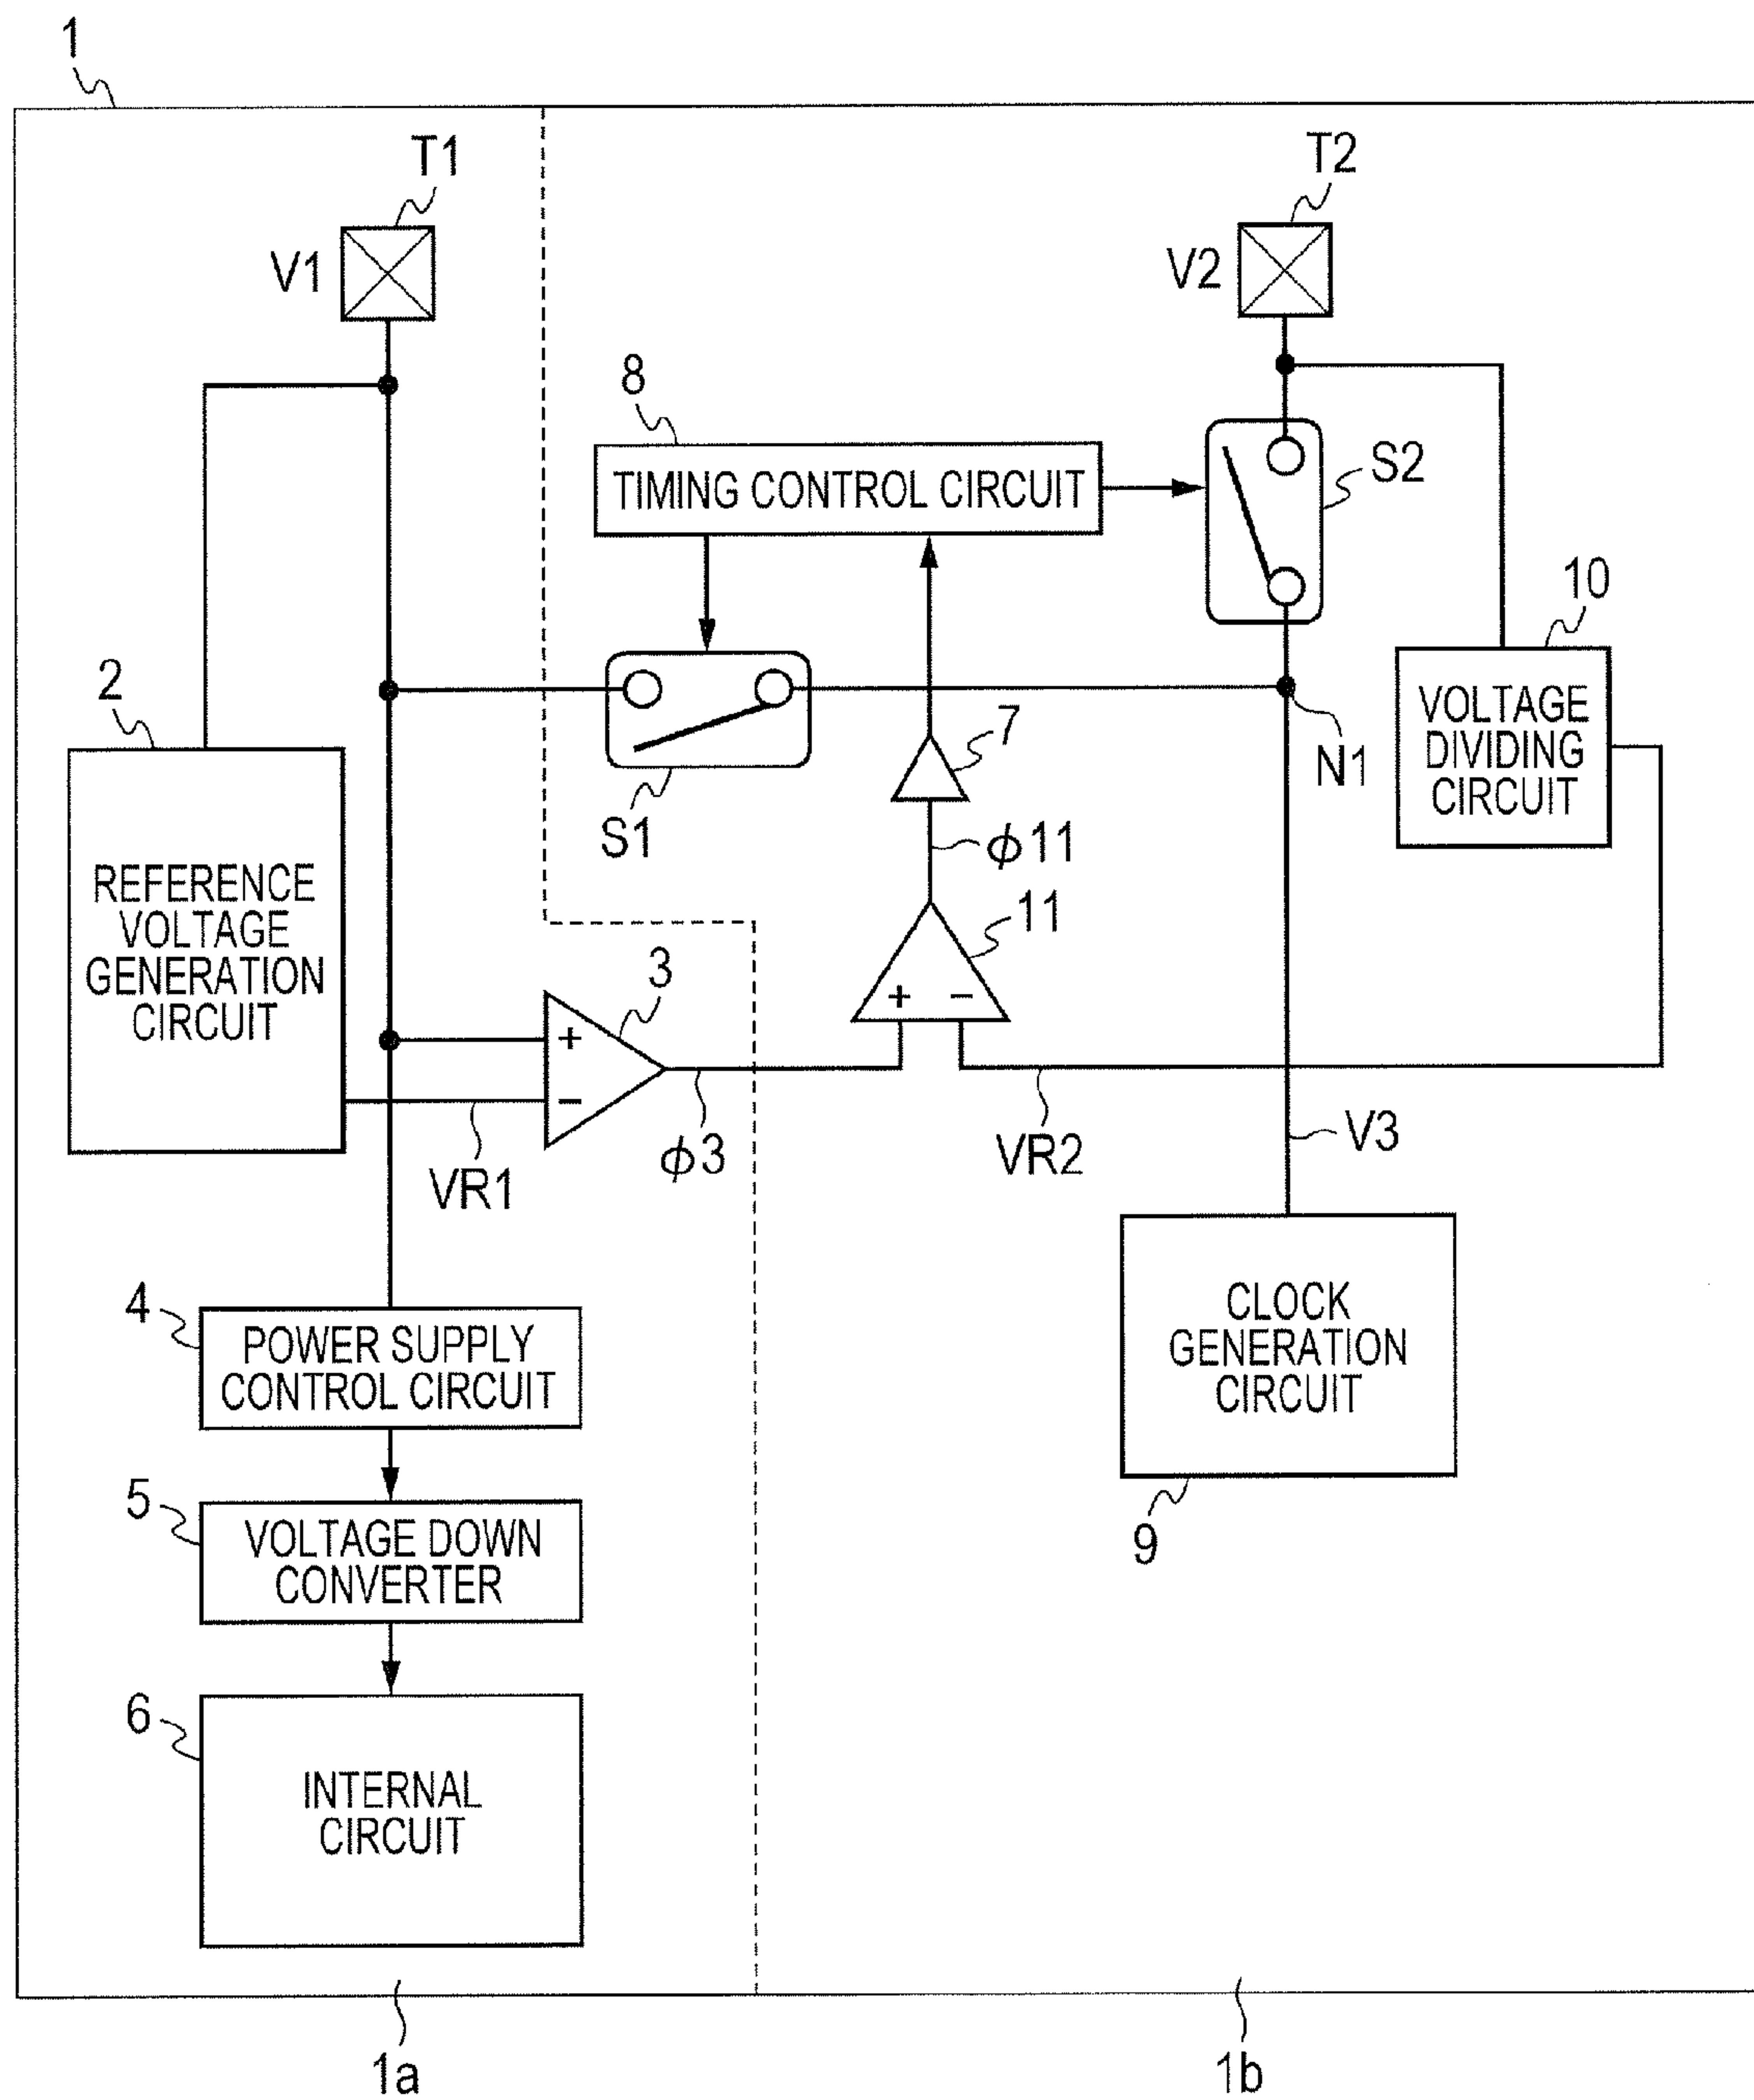 1
T1
T2
V1
V2
8
TIMING CONTROL CIRCUIT
S2
10
2
VOLTAGE
DIVIDING
CIRCUIT
7
N1
S1
ϕ11
REFERENCE
VOLTAGE
GENERATION
CIRCUIT
11
3
+
−
+
−
V3
VR1
ϕ3
VR2
4
POWER SUPPLY
CONTROL CIRCUIT
CLOCK
GENERATION
CIRCUIT
5
VOLTAGE DOWN
CONVERTER
9
6
INTERNAL
CIRCUIT
1a
1b